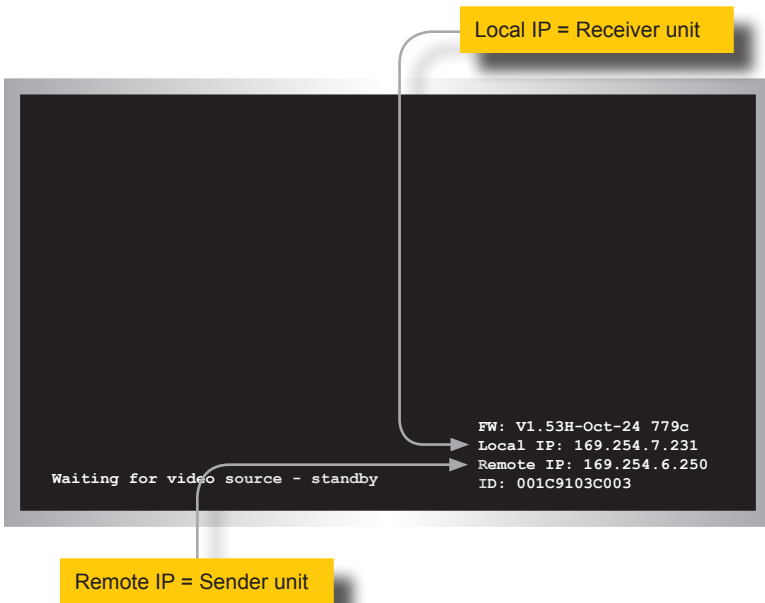 Local IP = Receiver unit
FW: V1.53H-Oct-24 779c
Local IP: 169.254.7.231
Remote IP: 169.254.6.250
ID: 001C9103C003
Waiting for video source - standby
Remote IP = Sender unit